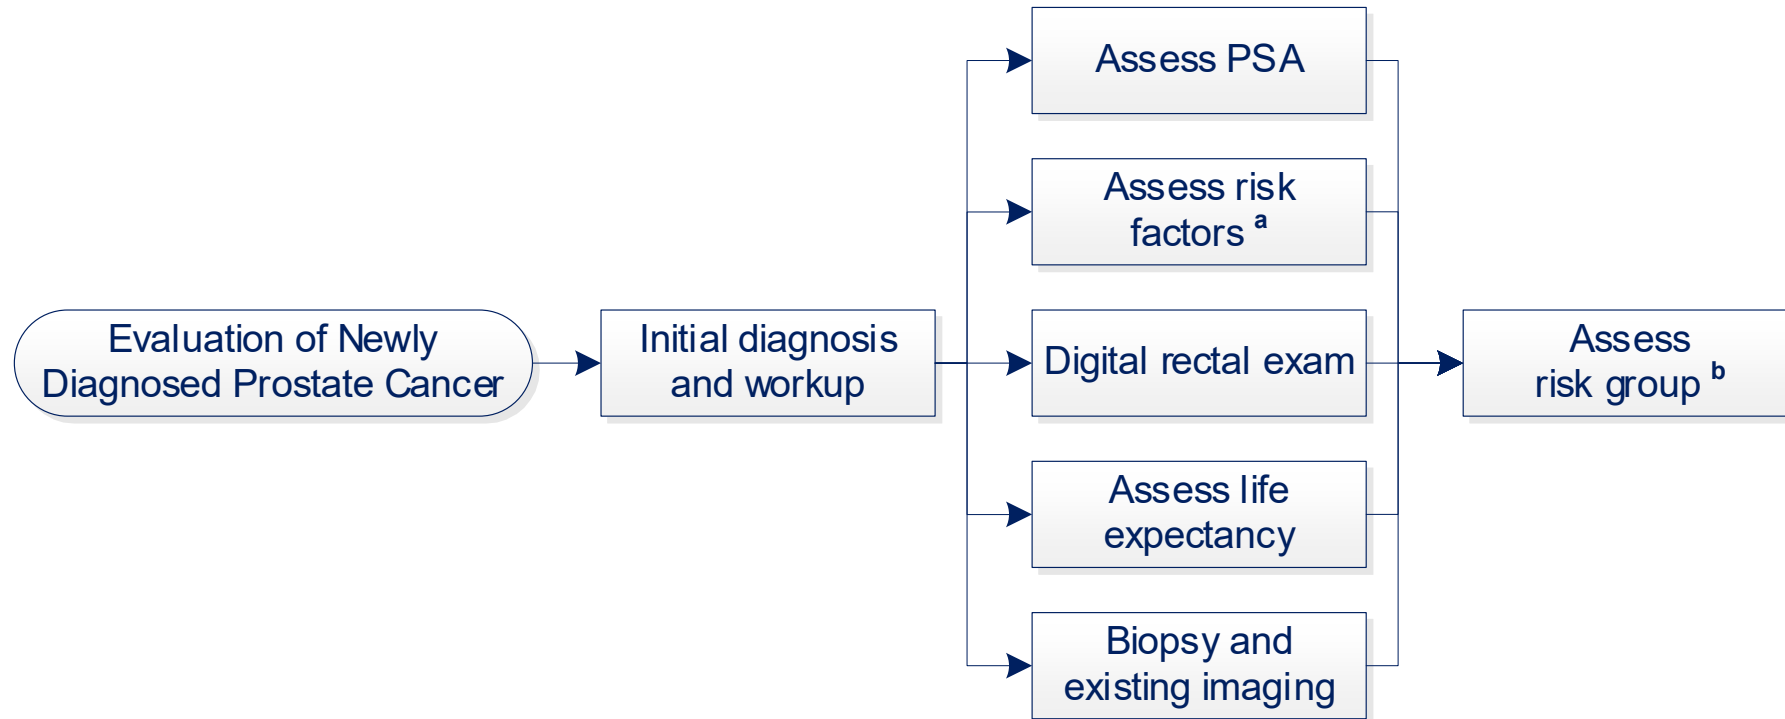 Evaluation of Newly
Diagnosed Prostate Cancer
Initial diagnosis
and workup
Assess PSA
Assess risk
factors a
Digital rectal exam
Assess life
expectancy
Biopsy and
existing imaging
Assess
risk group b